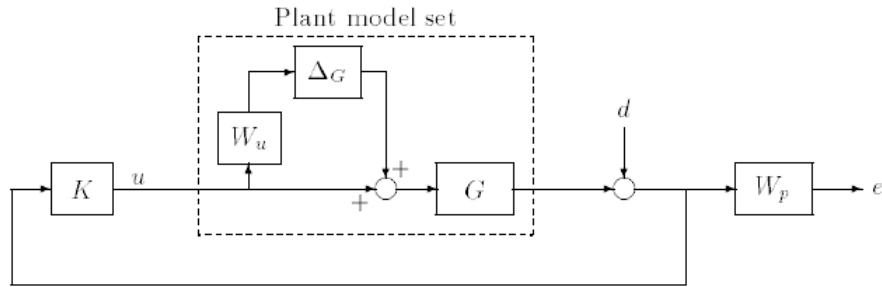 Plant model set
Δ_G
d
W_u
+
K
u
+
G
W_p
e